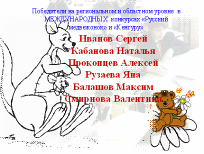 Победители на региональном и областном уровне в
МЕЖДУНАРОДНЫХ конкурсах «Русский
медвежонок» и «Кенгуру»
Иванов Сергей
Кабанова Наталья
Прокопцев Алексей
Рузаева Яна
Балашов Максим
Смирнова Валентина